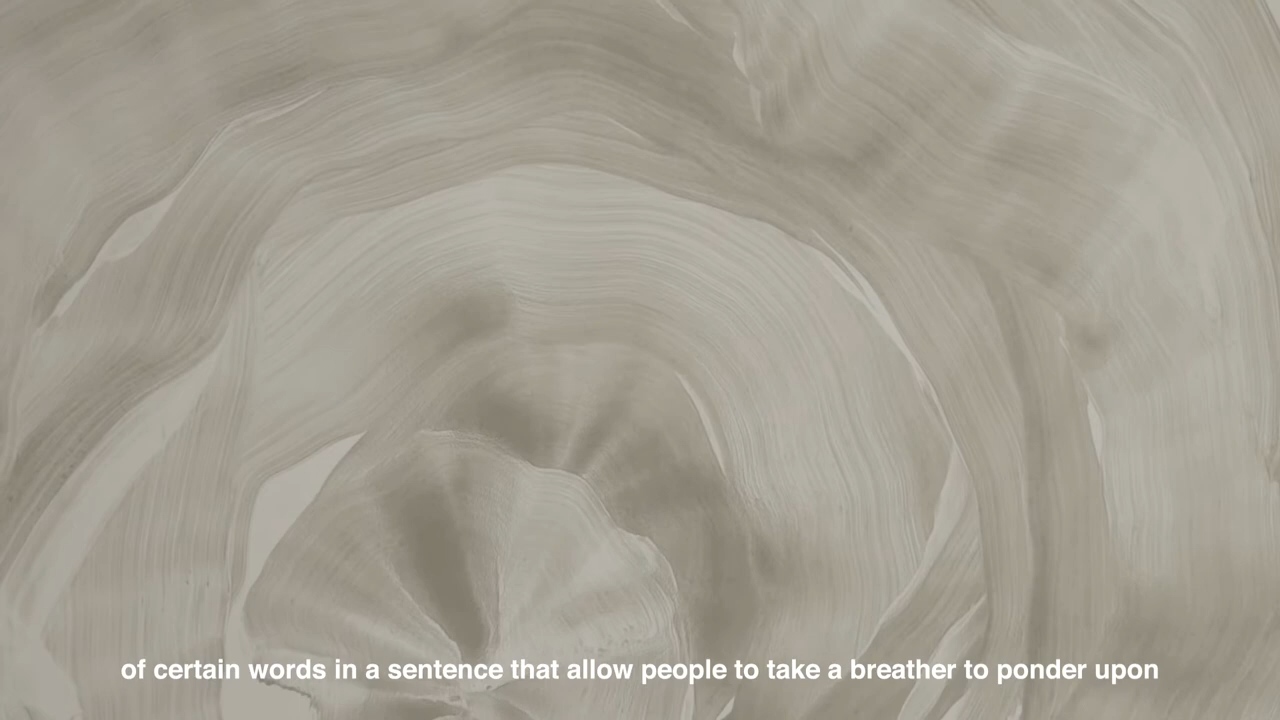 of certain words in a sentence that allow people to take a breather to ponder upon